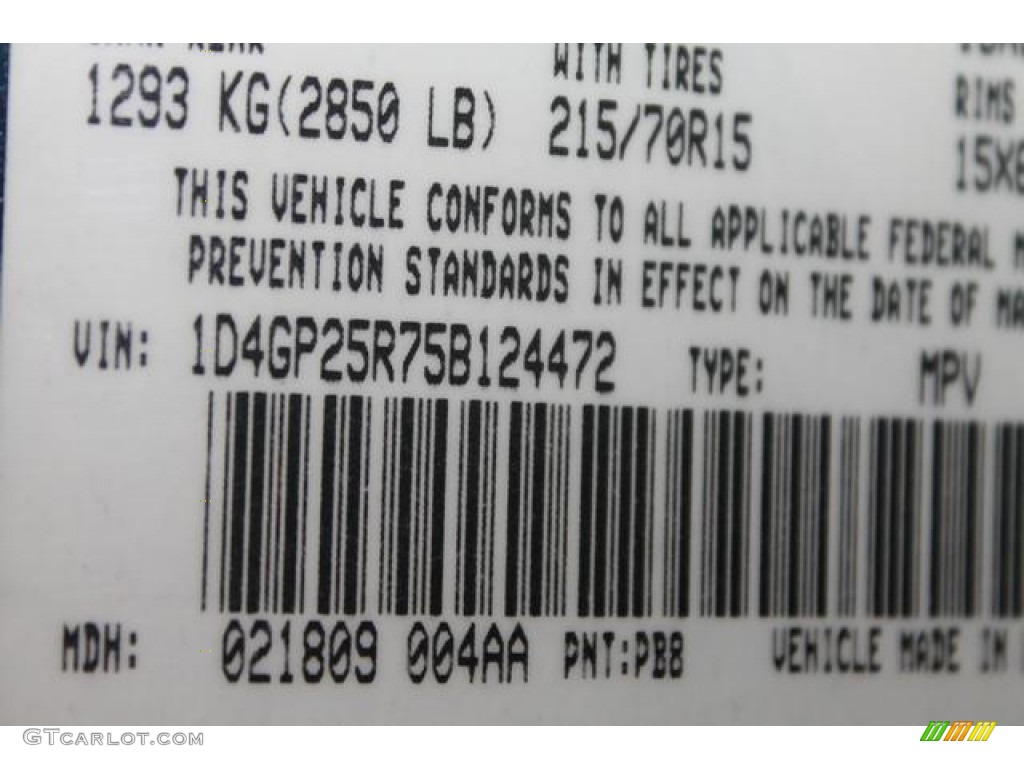 REAR
WITH TIRES
1293 KG(2850 LB)
215/70R15
RIMS
THIS VEHICLE CONFORMS TO ALL APPLICABLE FEDERAL
PREVENTION STANDARDS IN EFFECT ON THE DATE OF
VIN: 1D4GP25R75B124472 TYPE: MPV
MDH: 021809 004AA PNT:PB8 VEHICLE MADE IN
GTCARLOT.COM